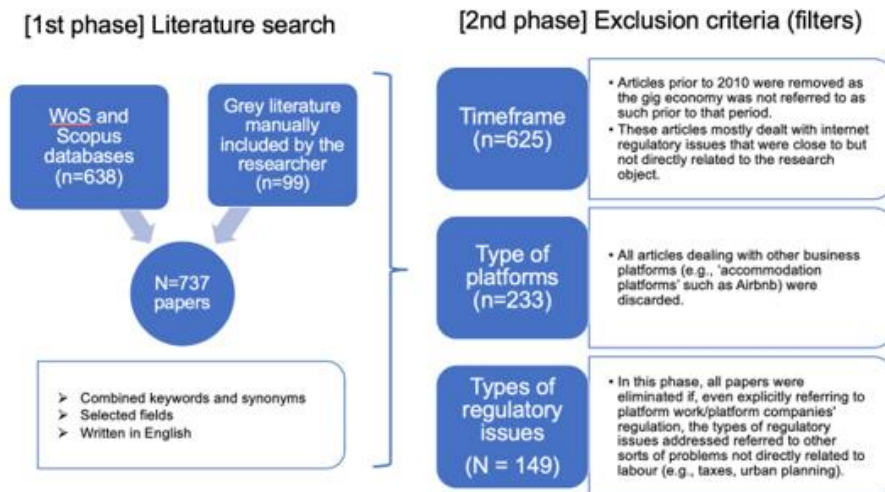 [1st phase] Literature search
WoS and
Scopus
databases
(n=638)
Grey literature
manually
included by the
researcher
(n=99)
N=737
papers
➢ Combined keywords and synonyms
➢ Selected fields
➢ Written in English
[2nd phase] Exclusion criteria (filters)
Timeframe
(n=625)
• Articles prior to 2010 were removed as
the gig economy was not referred to as
such prior to that period.
• These articles mostly dealt with internet
regulatory issues that were close to but
not directly related to the research
object.
Type of
platforms
(n=233)
• All articles dealing with other business
platforms (e.g., 'accommodation
platforms' such as Airbnb) were
discarded.
Types of
regulatory
issues
(N = 149)
• In this phase, all papers were
eliminated if, even explicitly referring to
platform work/platform companies'
regulation, the types of regulatory
issues addressed referred to other
sorts of problems not directly related to
labour (e.g., taxes, urban planning).